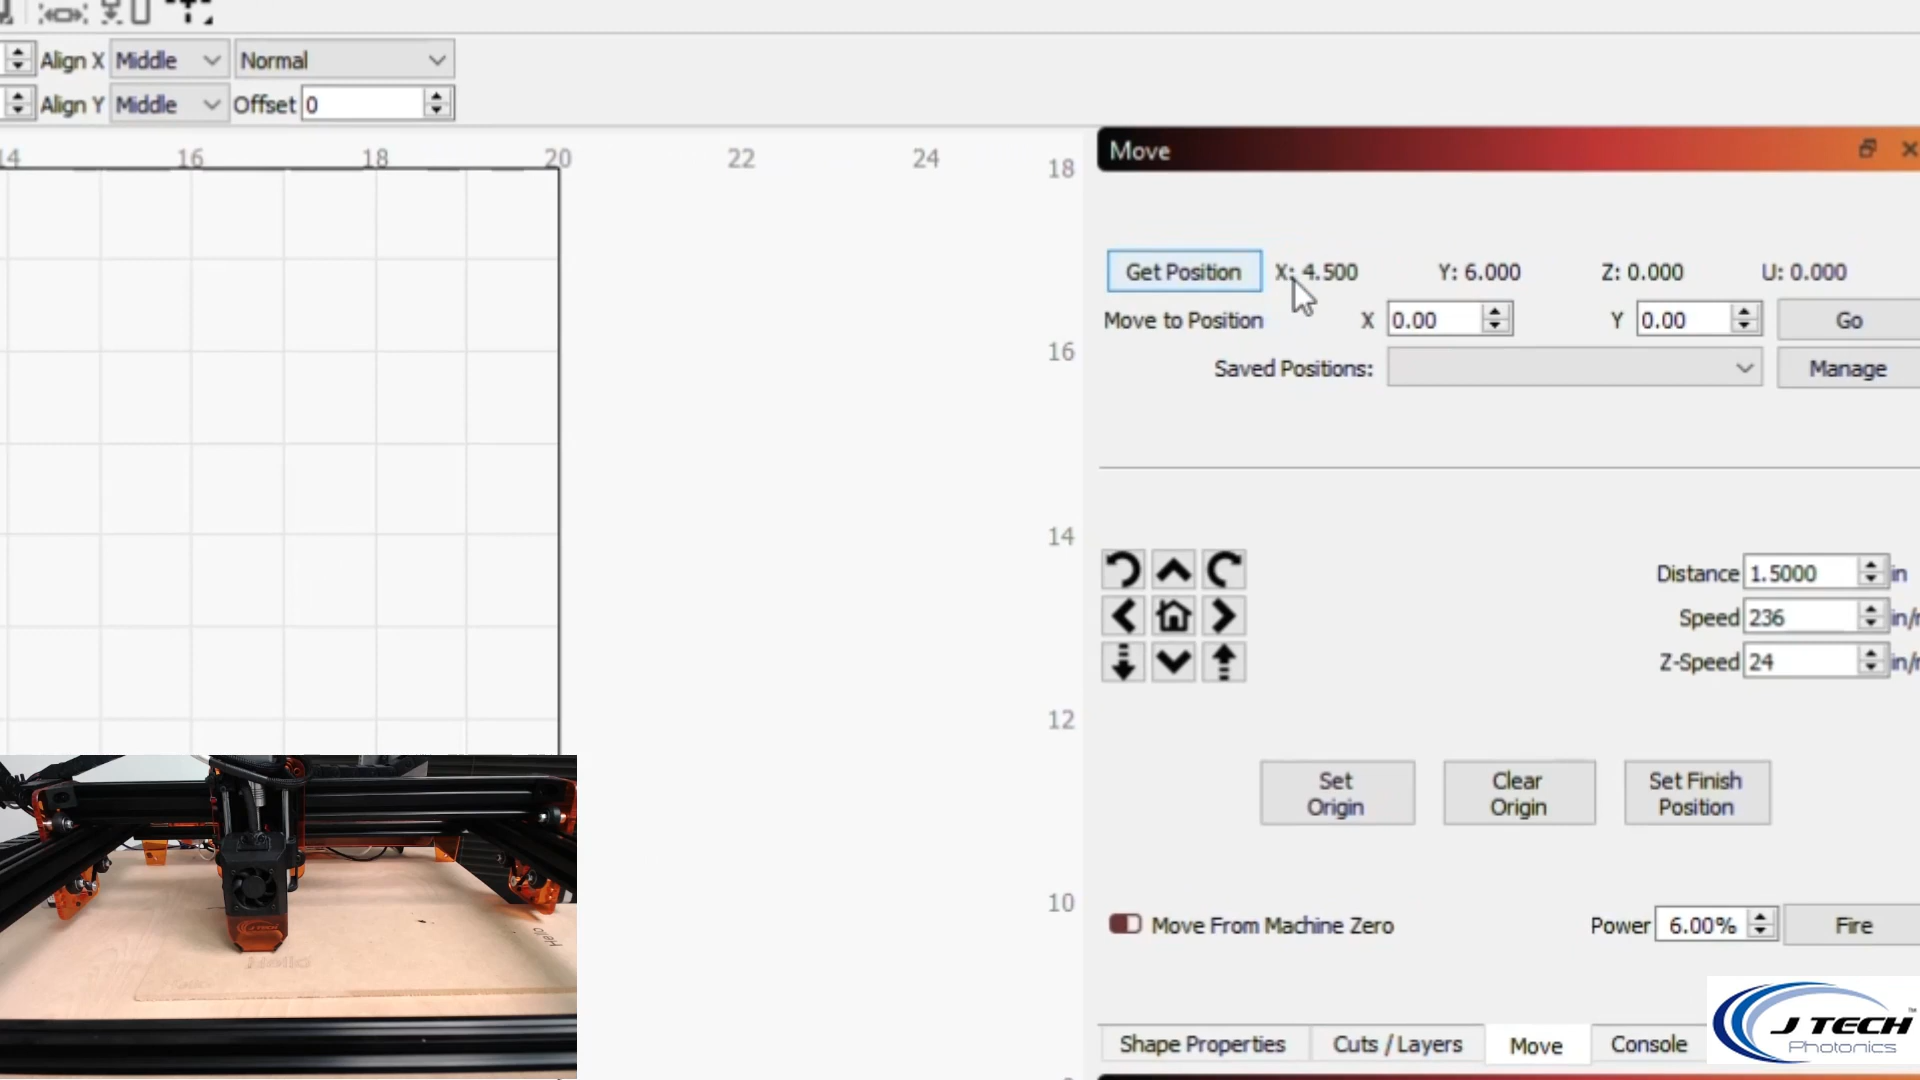 Align X Middle Normal
Align Y Middle Offset 0
14 16 18 20 22 24
18
16
14
12
10
Move
Get Position X: 4.500 Y: 6.000 Z: 0.000 U: 0.000
Move to Position X 0.00 Y 0.00 Go
Saved Positions: Manage
Distance 1.5000 in
Speed 236
Z-Speed 24
Set Origin
Clear Origin
Set Finish Position
Move From Machine Zero Power 6.00% Fire
Shape Properties Cuts / Layers Move Console
J TECH
Photonics
J TECH
Hello
Hello